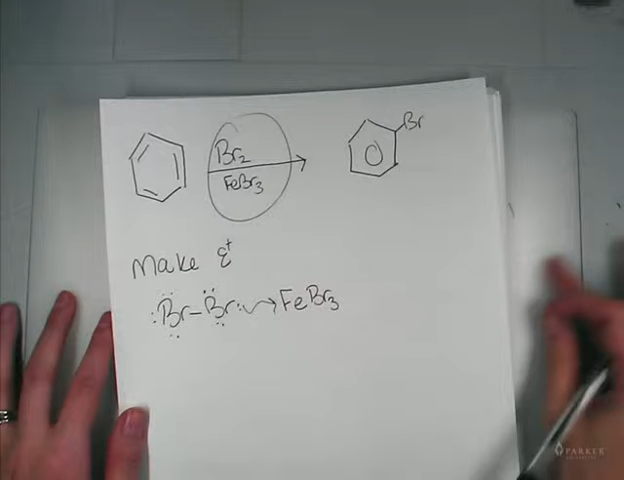 Br₂
FeBr₃
Br
Make E⁺
:Br-Br: → FeBr₃
PARKER